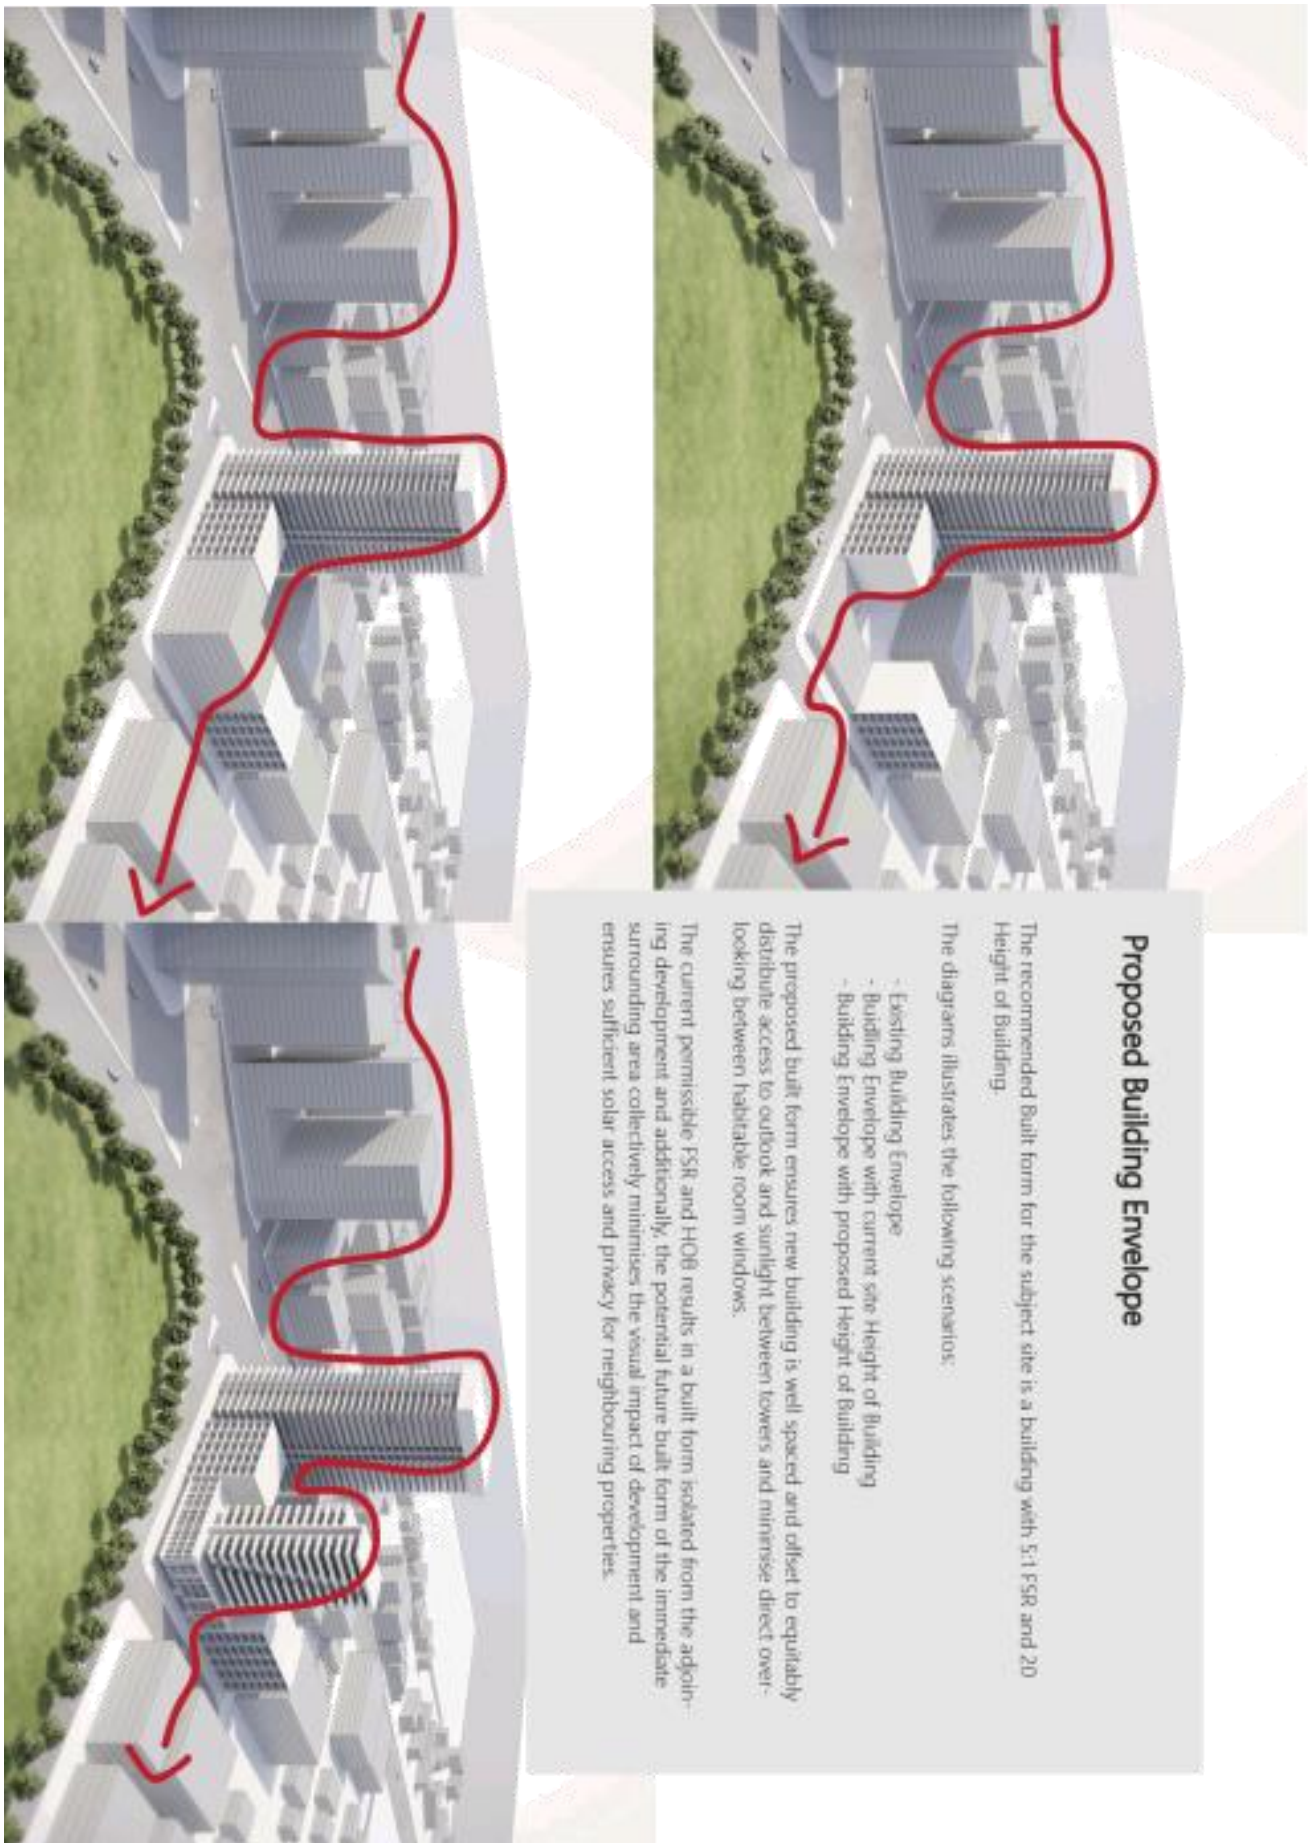 Proposed Building Envelope
The recommended Built form for the subject site is a building with 5:1 FSR and 20
Height of Building.
The diagrams illustrates the following scenarios:
- Existing Building Envelope
- Buidling Envelope with current site Height of Building
- Building Envelope with proposed Height of Building
The proposed built form ensures new building is well spaced and offset to equitably
distribute access to outlook and sunlight between towers and minimise direct over-
looking between habitable room windows.
The current permissible FSR and HOB results in a built form isolated from the adjoin-
ing development and additionally, the potential future built form of the immediate
surrounding area collectively minimises the visual impact of development and
ensures sufficient solar access and privacy for neighbouring properties.